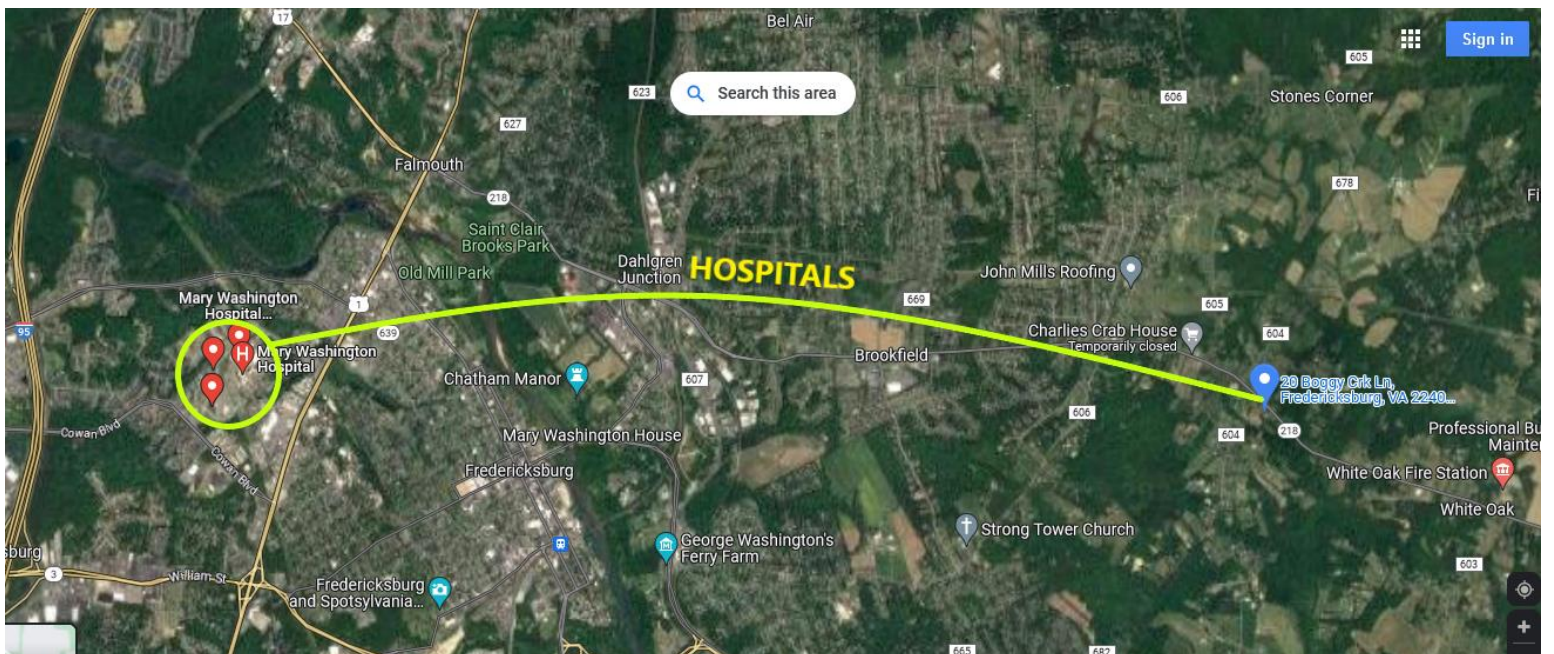 17
Bel Air
Sign in
605
623
Search this area
606
Stones Corner
627
Falmouth
678
218
Fi
Saint Clair
Brooks Park
Dahlgren
Junction
HOSPITALS
Old Mill Park
John Mills Roofing
Mary Washington
Hospital...
1
669
605
95
639
Charlies Crab House
Temporarily closed
604
H
Mary Washington
Hospital
Brookfield
Chatham Manor
607
20 Boggy Crk Ln,
Fredericksburg, VA 2240...
606
Cowan Blvd
Mary Washington House
604
218
Professional Bu
Mainten
Cowan Blvd
Fredericksburg
White Oak Fire Station
White Oak
Strong Tower Church
sburg
George Washington's
Ferry Farm
3
William St
603
Fredericksburg
and Spotsylvania...
665
682